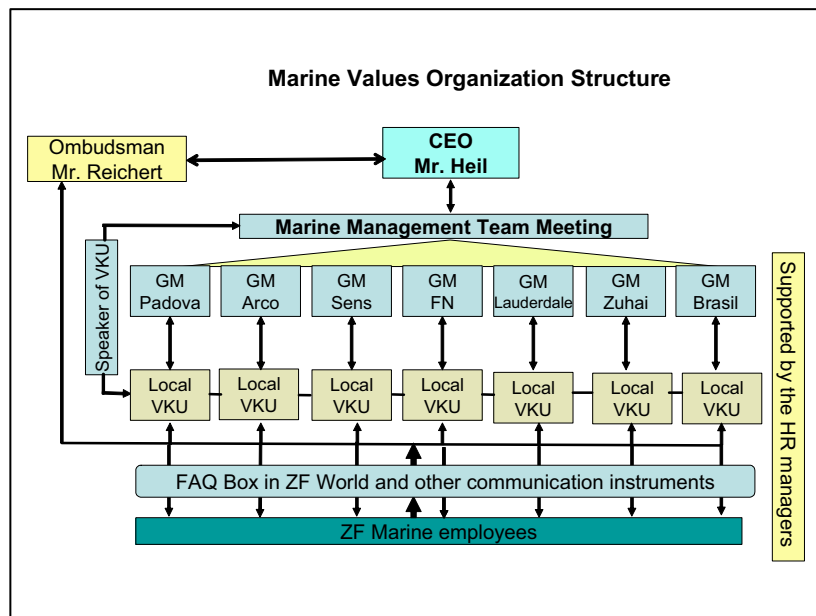 Marine Values Organization Structure
Ombudsman
Mr. Reichert
CEO
Mr. Heil
Marine Management Team Meeting
Speaker of VKU
GM
Padova
GM
Arco
GM
Sens
GM
FN
GM
Lauderdale
GM
Zuhai
GM
Brasil
Supported by the HR managers
Local
VKU
Local
VKU
Local
VKU
Local
VKU
Local
VKU
Local
VKU
Local
VKU
FAQ Box in ZF World and other communication instruments
ZF Marine employees